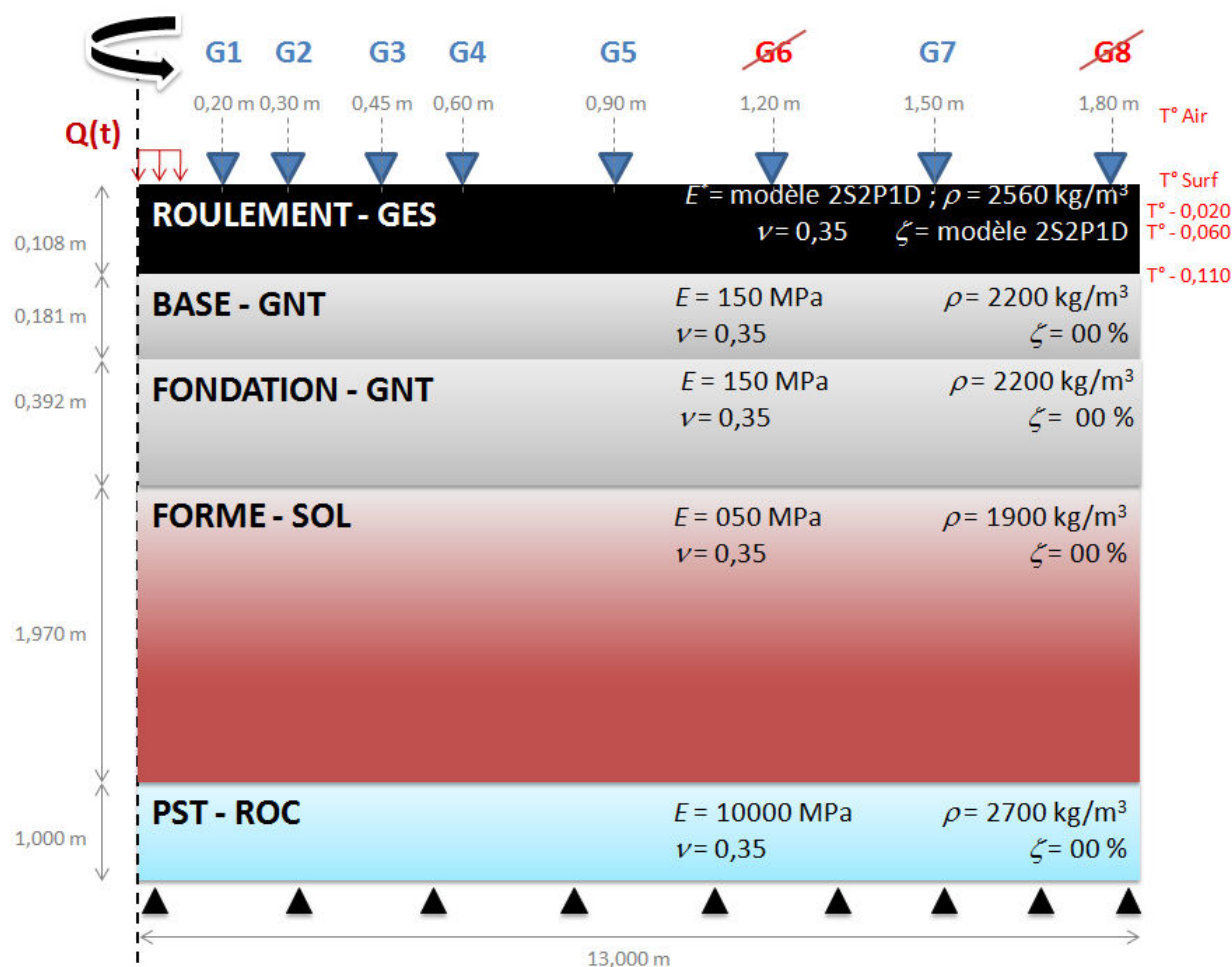 G1 G2 G3 G4 G5 G6 G7 G8
0,20 m 0,30 m 0,45 m 0,60 m 0,90 m 1,20 m 1,50 m 1,80 m
T° Air
Q(t)
T° Surf
ROULEMENT - GES
E* = modèle 2S2P1D ; ρ = 2560 kg/m³
ν = 0,35 ζ = modèle 2S2P1D
T° - 0,020
T° - 0,060
T° - 0,110
0,108 m
BASE - GNT
E = 150 MPa ρ = 2200 kg/m³
ν = 0,35 ζ = 00 %
0,181 m
FONDATION - GNT
E = 150 MPa ρ = 2200 kg/m³
ν = 0,35 ζ = 00 %
0,392 m
FORME - SOL
E = 050 MPa ρ = 1900 kg/m³
ν = 0,35 ζ = 00 %
1,970 m
PST - ROC
E = 10000 MPa ρ = 2700 kg/m³
ν = 0,35 ζ = 00 %
1,000 m
13,000 m